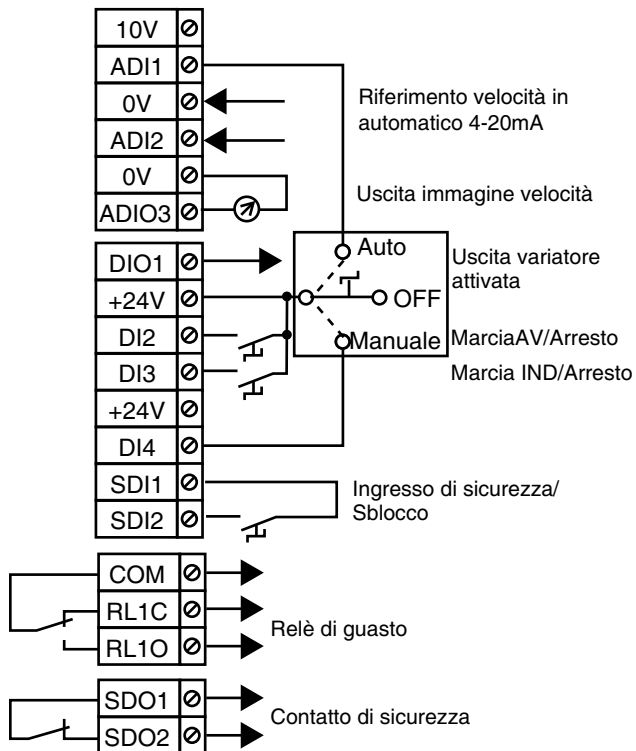 10V
ADI1
0V
ADI2
0V
ADIO3
Riferimento velocità in
automatico 4-20mA
Uscita immagine velocità
DIO1
+24V
DI2
DI3
+24V
DI4
SDI1
SDI2
Auto
OFF
Manuale
Uscita variatore
attivata
MarciaAV/Arresto
Marcia IND/Arresto
Ingresso di sicurezza/
Sblocco
COM
RL1C
RL1O
Relè di guasto
SDO1
SDO2
Contatto di sicurezza